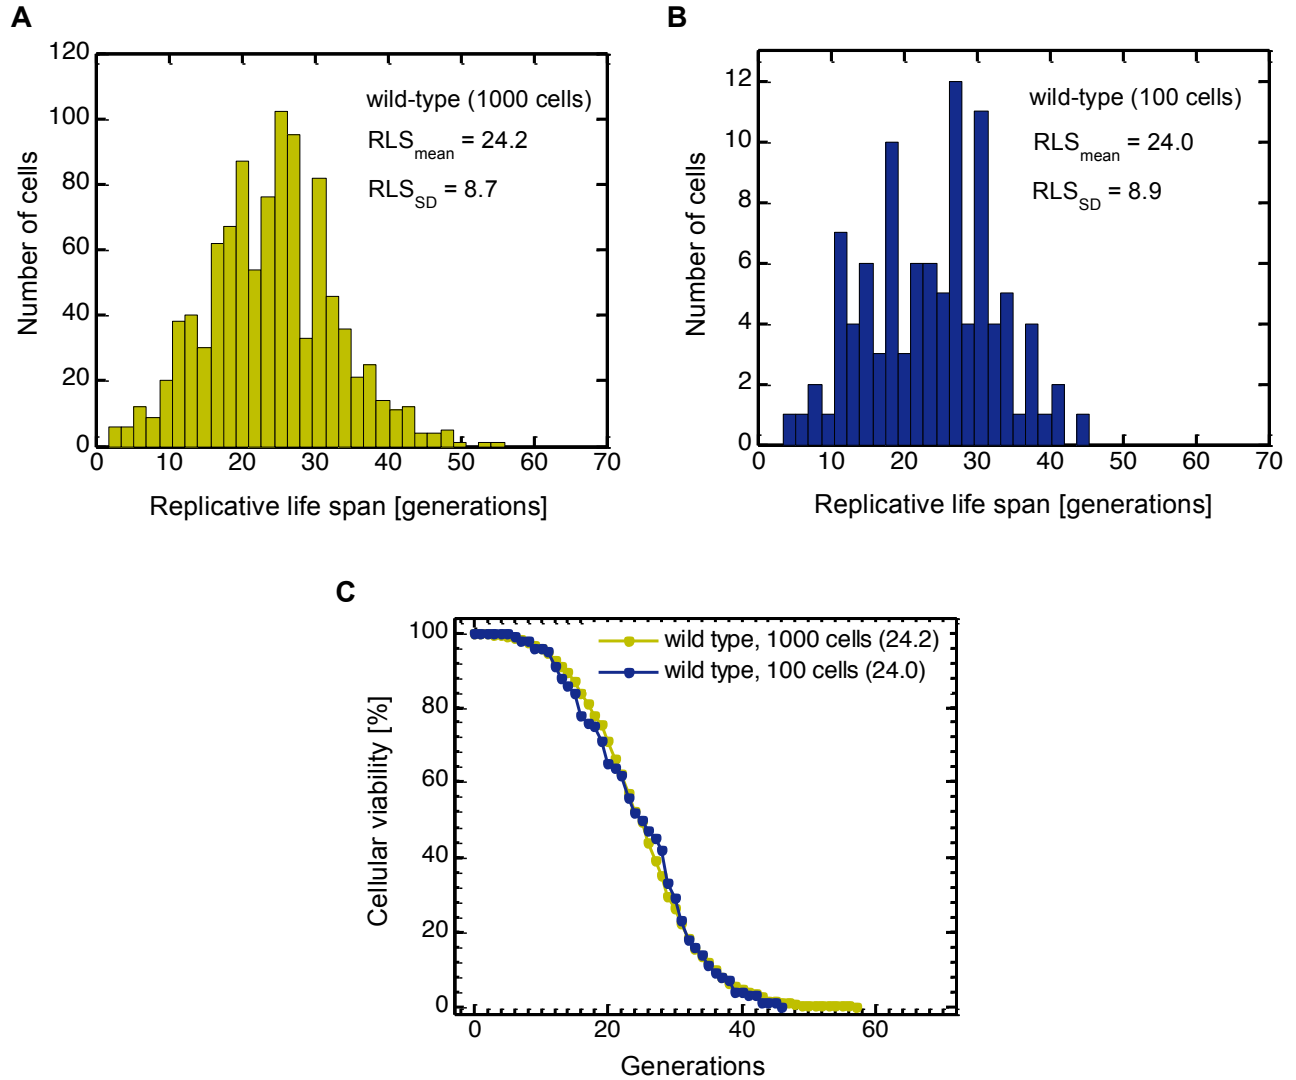 A
120
100
80
60
40
20
0
Number of cells
wild-type (1000 cells)
RLSmean = 24.2
RLSSD = 8.7
0 10 20 30 40 50 60 70
Replicative life span [generations]
B
12
10
8
6
4
2
0
Number of cells
wild-type (100 cells)
RLSmean = 24.0
RLSSD = 8.9
0 10 20 30 40 50 60 70
Replicative life span [generations]
C
100
80
60
40
20
0
Cellular viability [%]
wild type, 1000 cells (24.2)
wild type, 100 cells (24.0)
0 20 40 60
Generations